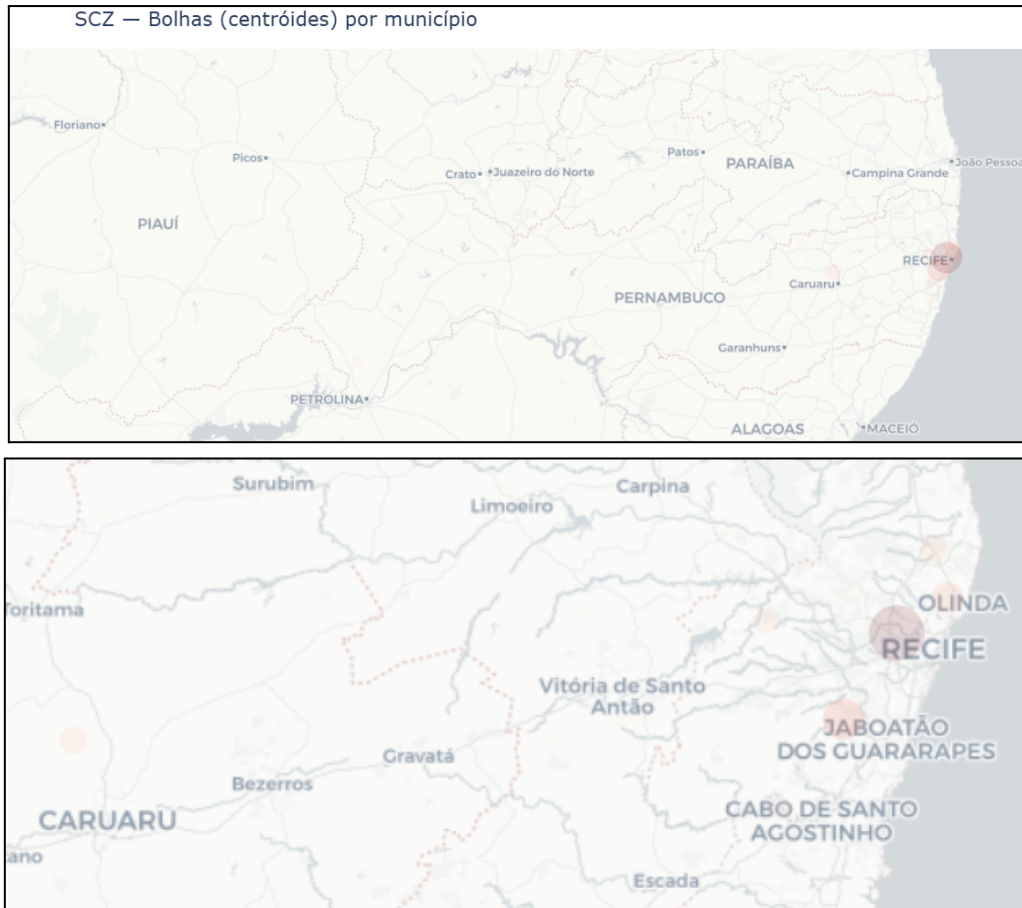 SCZ — Bolhas (centróides) por município
Floriano
Picos
Crato
Juazeiro do Norte
Patos
PARAÍBA
Campina Grande
João Pessoa
PIAUÍ
RECIFE
Caruaru
PERNAMBUCO
Garanhuns
PETROLINA
ALAGOAS
MACEIÓ
Surubim
Limoeiro
Carpina
Toritama
OLINDA
RECIFE
Vitória de Santo
Antão
JABOATÃO
DOS GUARARAPES
Gravatá
Bezerros
CARUARU
CABO DE SANTO
AGOSTINHO
ano
Escada